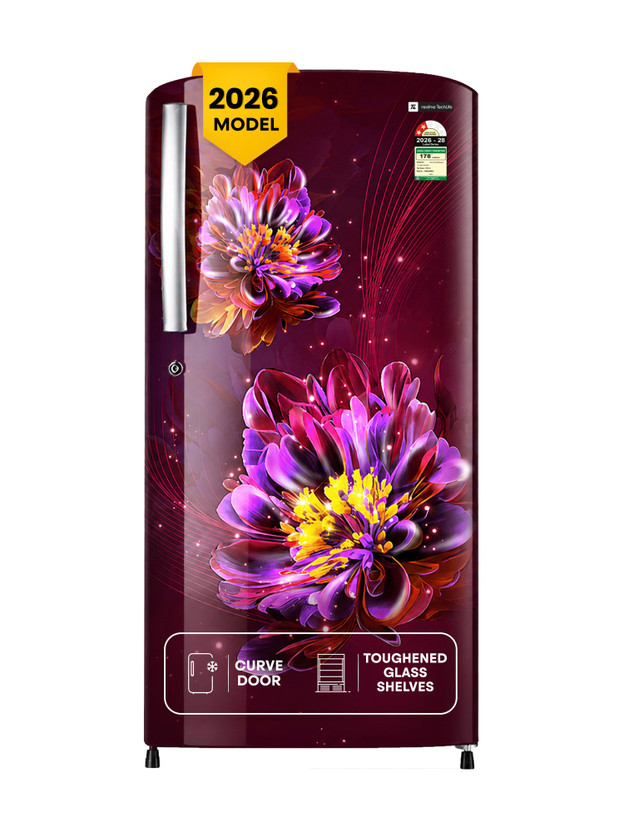 2026
MODEL
realme TechLife
2026 - 28
178
CURVE
DOOR
TOUGHENED
GLASS
SHELVES